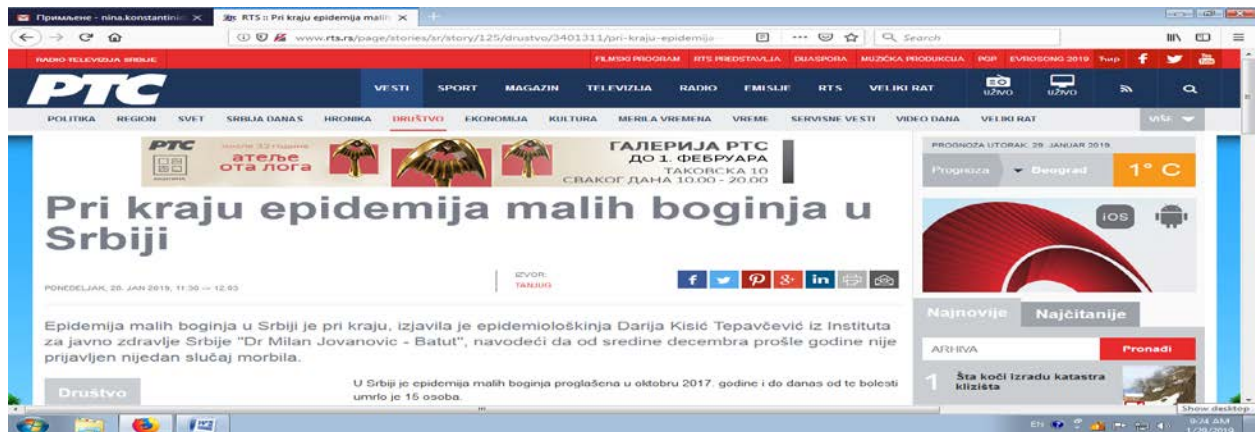 Примљене - nina.konstantini
RTS :: Pri kraju epidemija malih
www.rts.rs/page/stories/sr/story/125/drustvo/3401311/pri-kraju-epidemija
Search
RADIO TELEVIZIJA SRBIJE
FILMSKI PROGRAM RTS PREDSTAVLJA DIJASPORA MUZIČKA PRODUKCIJA PGP EVROSONG 2019 Ћир
РТС
VESTI SPORT MAGAZIN TELEVIZIJA RADIO EMISIJE RTS VELIKI RAT UŽIVO UŽIVO
POLITIKA REGION SVET SRBIJA DANAS HRONIKA DRUŠTVO EKONOMIJA KULTURA MERILA VREMENA VREME SERVISNE VESTI VIDEO DANA VELIKI RAT VIŠE
РТС
атеље
ота лога
ГАЛЕРИЈА РТС
ДО 1. ФЕБРУАРА
ТАКОВСКА 10
СВАКОГ ДАНА 10.00 - 20.00
PROGNOZA UTORAK, 29. JANUAR 2019.
Prognoza Beograd 1° C
Pri kraju epidemija malih boginja u
Srbiji
iOS
PONEDELJAK, 28. JAN 2019, 11:30 -> 12:03
IZVOR:
TANJUG
Epidemija malih boginja u Srbiji je pri kraju, izjavila je epidemiološkinja Darija Kisić Tepavčević iz Instituta
za javno zdravlje Srbije "Dr Milan Jovanovic - Batut", navodeći da od sredine decembra prošle godine nije
prijavljen nijedan slučaj morbila.
Najnovije Najčitanije
ARHIVA Pronađi
Društvo
U Srbiji je epidemija malih boginja proglašena u oktobru 2017. godine i do danas od te bolesti
umrlo je 15 osoba.
1 Šta koči izradu katastra
klizišta
Show desktop
EN
9:24 AM
1/29/2019